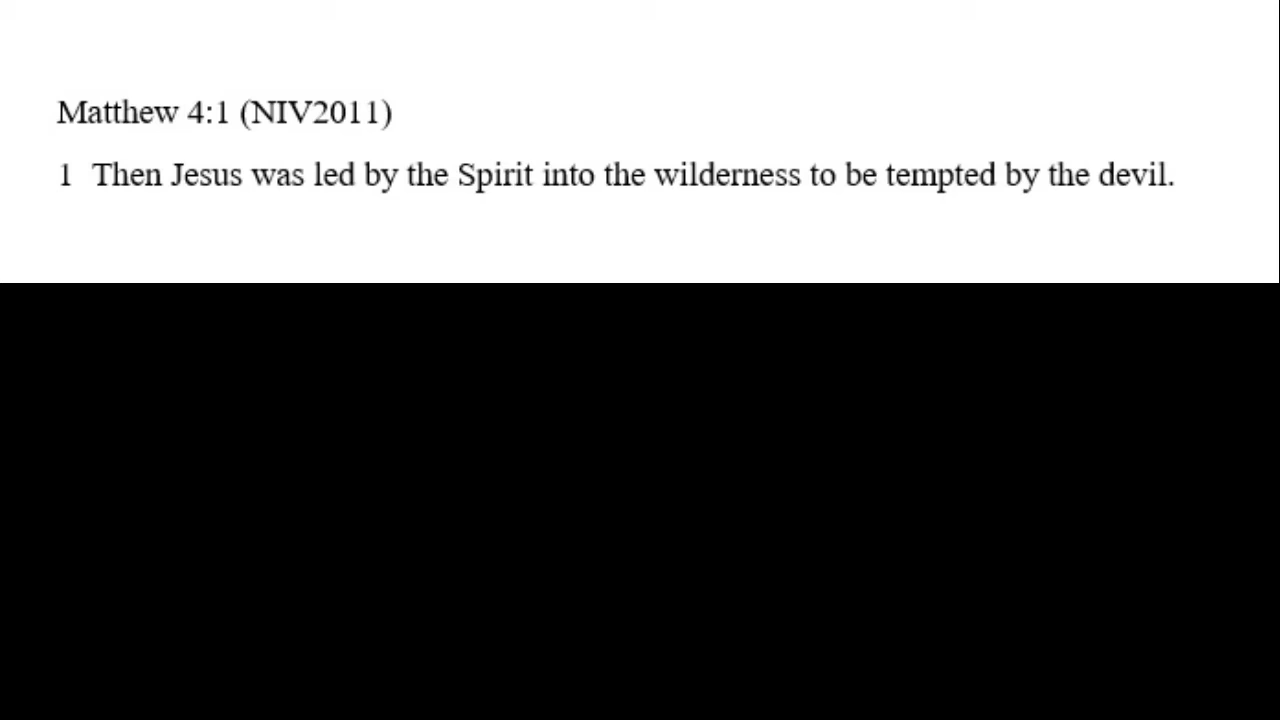 Matthew 4:1 (NIV2011)
1 Then Jesus was led by the Spirit into the wilderness to be tempted by the devil.